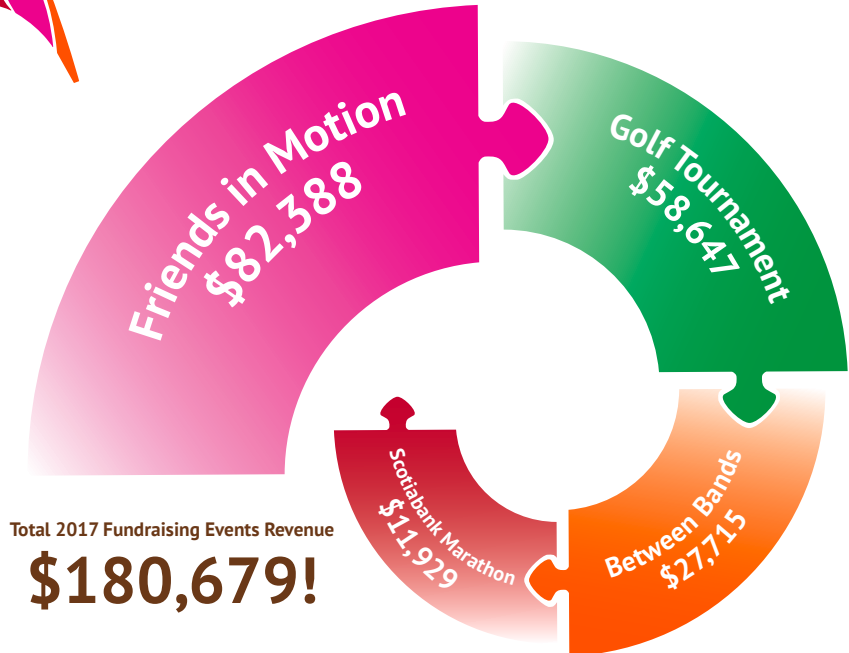 Friends in Motion
$82,388
Golf Tournament
$58,647
Between Bands
$27,715
Scotiabank Marathon
$11,929
Total 2017 Fundraising Events Revenue
$180,679!